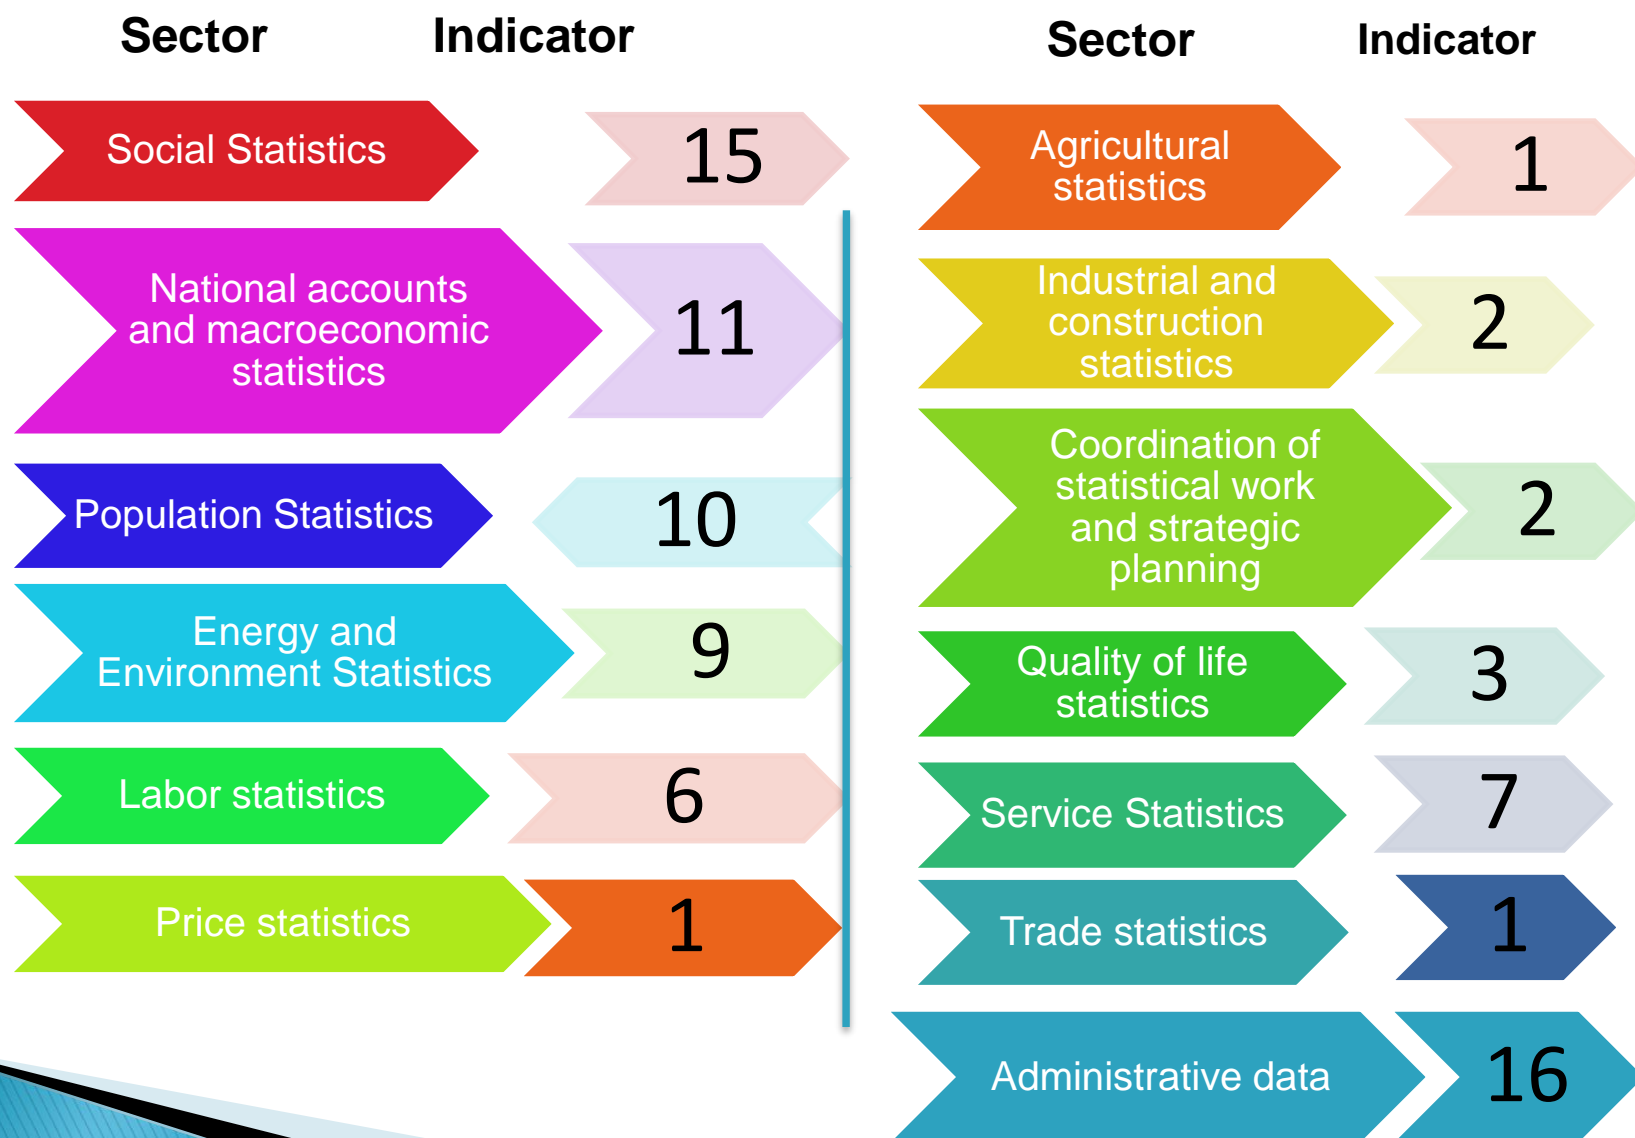 Sector Indicator
Social Statistics 15
National accounts
and macroeconomic
statistics
11
Population Statistics 10
Energy and
Environment Statistics
9
Labor statistics 6
Price statistics 1
Sector Indicator
Agricultural
statistics
1
Industrial and
construction
statistics
2
Coordination of
statistical work
and strategic
planning
2
Quality of life
statistics
3
Service Statistics 7
Trade statistics 1
Administrative data 16